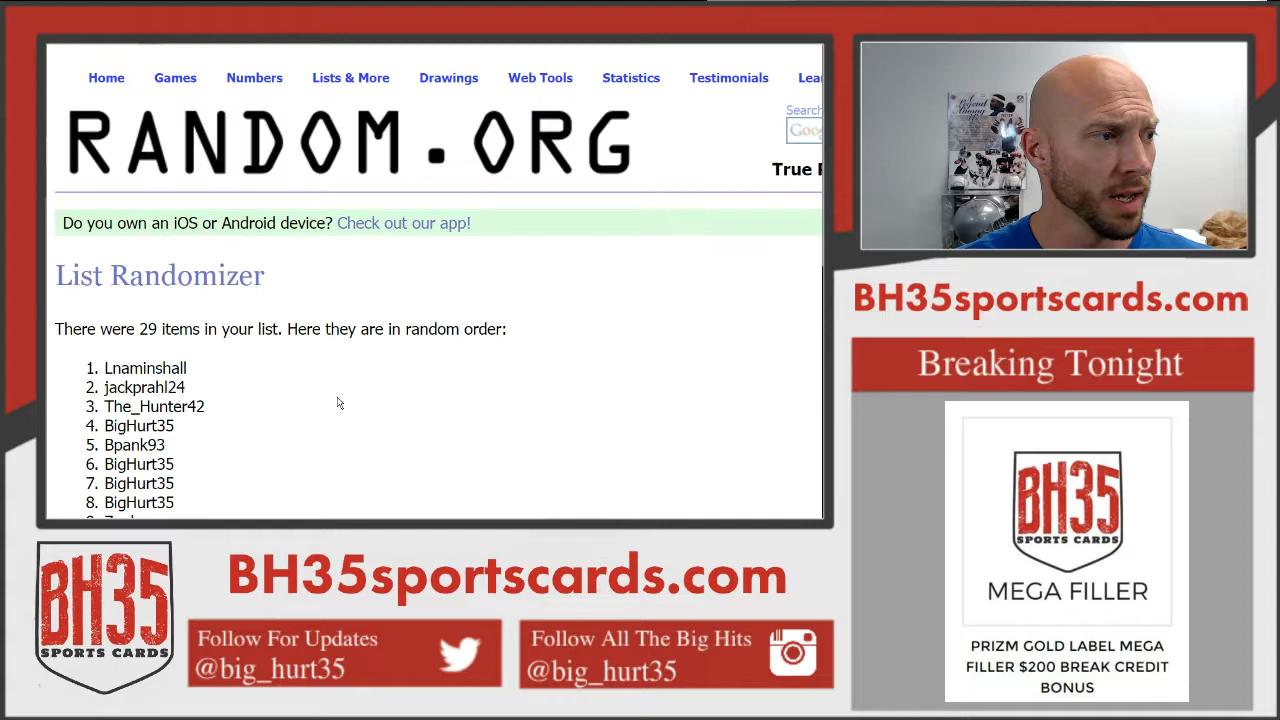 Home Games Numbers Lists & More Drawings Web Tools Statistics Testimonials
RANDOM.ORG
Search
True
Do you own an iOS or Android device? Check out our app!
List Randomizer
There were 29 items in your list. Here they are in random order:
1. Lnaminshall
2. jackprahl24
3. The_Hunter42
4. BigHurt35
5. Bpank93
6. BigHurt35
7. BigHurt35
8. BigHurt35
BH35sportscards.com
Breaking Tonight
BH35
SPORTS CARDS
MEGA FILLER
PRIZM GOLD LABEL MEGA
FILLER $200 BREAK CREDIT
BONUS
BH35
SPORTS CARDS
BH35sportscards.com
Follow For Updates
@big_hurt35
Follow All The Big Hits
@big_hurt35